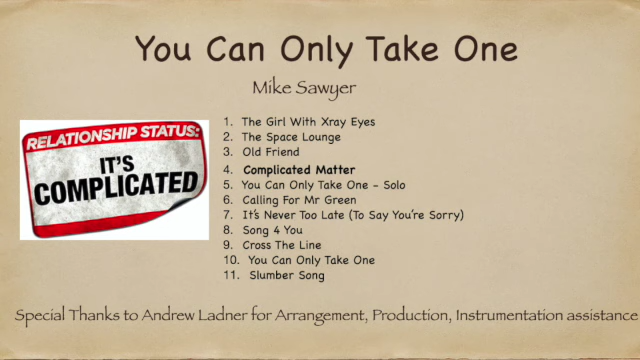 You Can Only Take One
Mike Sawyer
RELATIONSHIP STATUS:
IT'S
COMPLICATED
1. The Girl With Xray Eyes
2. The Space Lounge
3. Old Friend
4. Complicated Matter
5. You Can Only Take One - Solo
6. Calling For Mr Green
7. It's Never Too Late (To Say You're Sorry)
8. Song 4 You
9. Cross The Line
10. You Can Only Take One
11. Slumber Song
Special Thanks to Andrew Ladner for Arrangement, Production, Instrumentation assistance